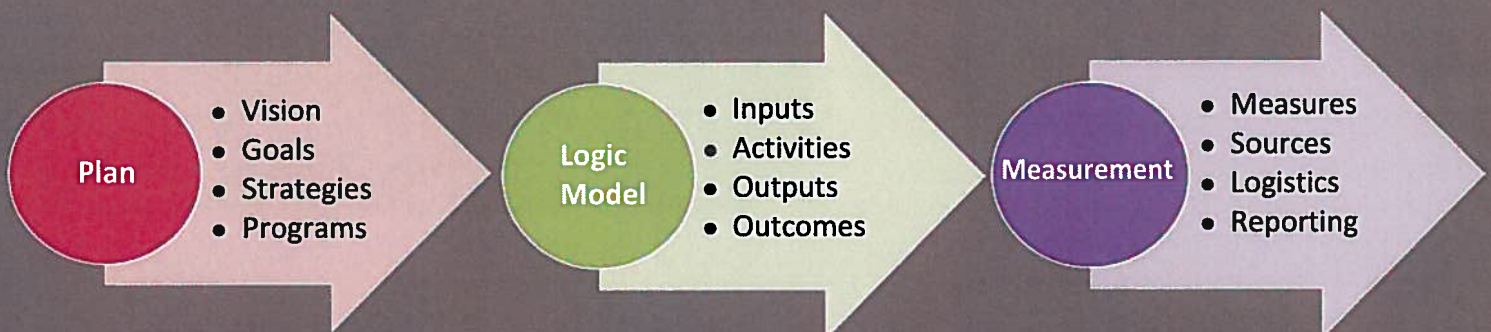 Plan
• Vision
• Goals
• Strategies
• Programs
Logic
Model
• Inputs
• Activities
• Outputs
• Outcomes
Measurement
• Measures
• Sources
• Logistics
• Reporting